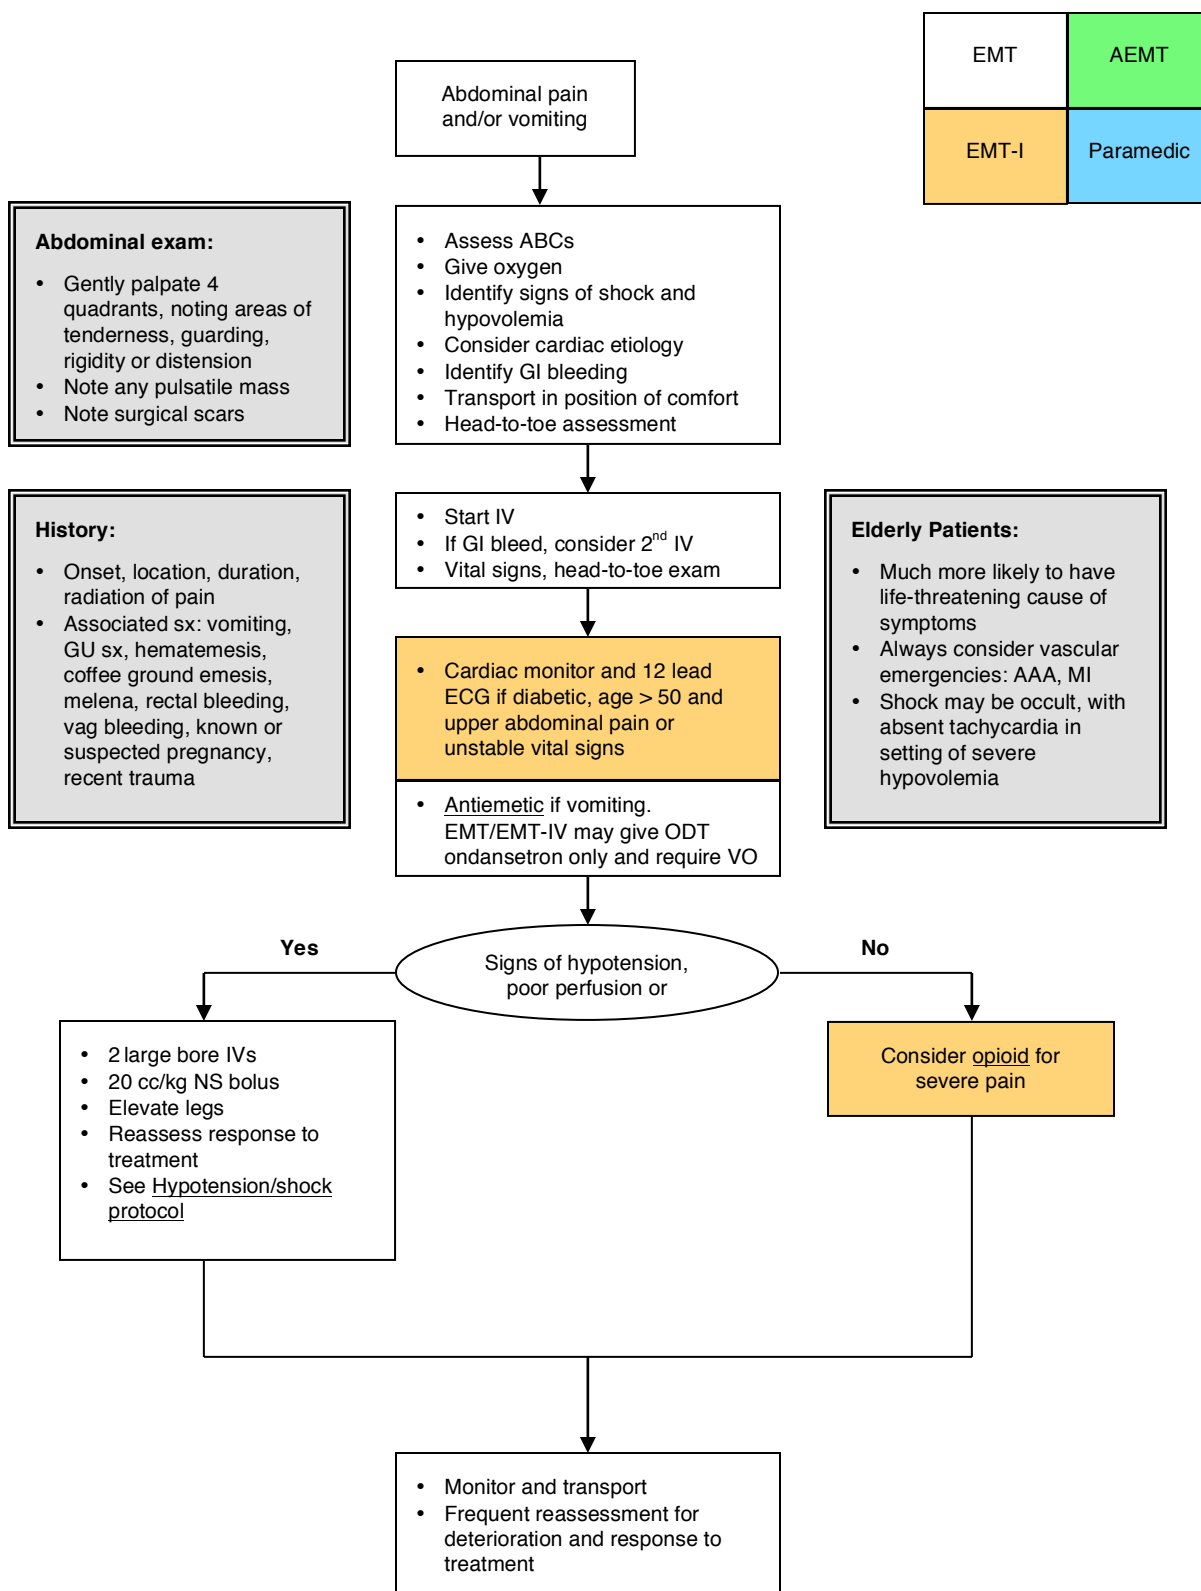 EMT
AEMT
EMT-I
Paramedic
Abdominal pain
and/or vomiting
Abdominal exam:
• Gently palpate 4
quadrants, noting areas of
tenderness, guarding,
rigidity or distension
• Note any pulsatile mass
• Note surgical scars
• Assess ABCs
• Give oxygen
• Identify signs of shock and
hypovolemia
• Consider cardiac etiology
• Identify GI bleeding
• Transport in position of comfort
• Head-to-toe assessment
History:
• Onset, location, duration,
radiation of pain
• Associated sx: vomiting,
GU sx, hematemesis,
coffee ground emesis,
melena, rectal bleeding,
vag bleeding, known or
suspected pregnancy,
recent trauma
• Start IV
• If GI bleed, consider 2nd IV
• Vital signs, head-to-toe exam
Elderly Patients:
• Much more likely to have
life-threatening cause of
symptoms
• Always consider vascular
emergencies: AAA, MI
• Shock may be occult, with
absent tachycardia in
setting of severe
hypovolemia
• Cardiac monitor and 12 lead
ECG if diabetic, age > 50 and
upper abdominal pain or
unstable vital signs
• Antiemetic if vomiting.
EMT/EMT-IV may give ODT
ondansetron only and require VO
Yes
Signs of hypotension,
poor perfusion or
No
• 2 large bore IVs
• 20 cc/kg NS bolus
• Elevate legs
• Reassess response to
treatment
• See Hypotension/shock
protocol
Consider opioid for
severe pain
• Monitor and transport
• Frequent reassessment for
deterioration and response to
treatment